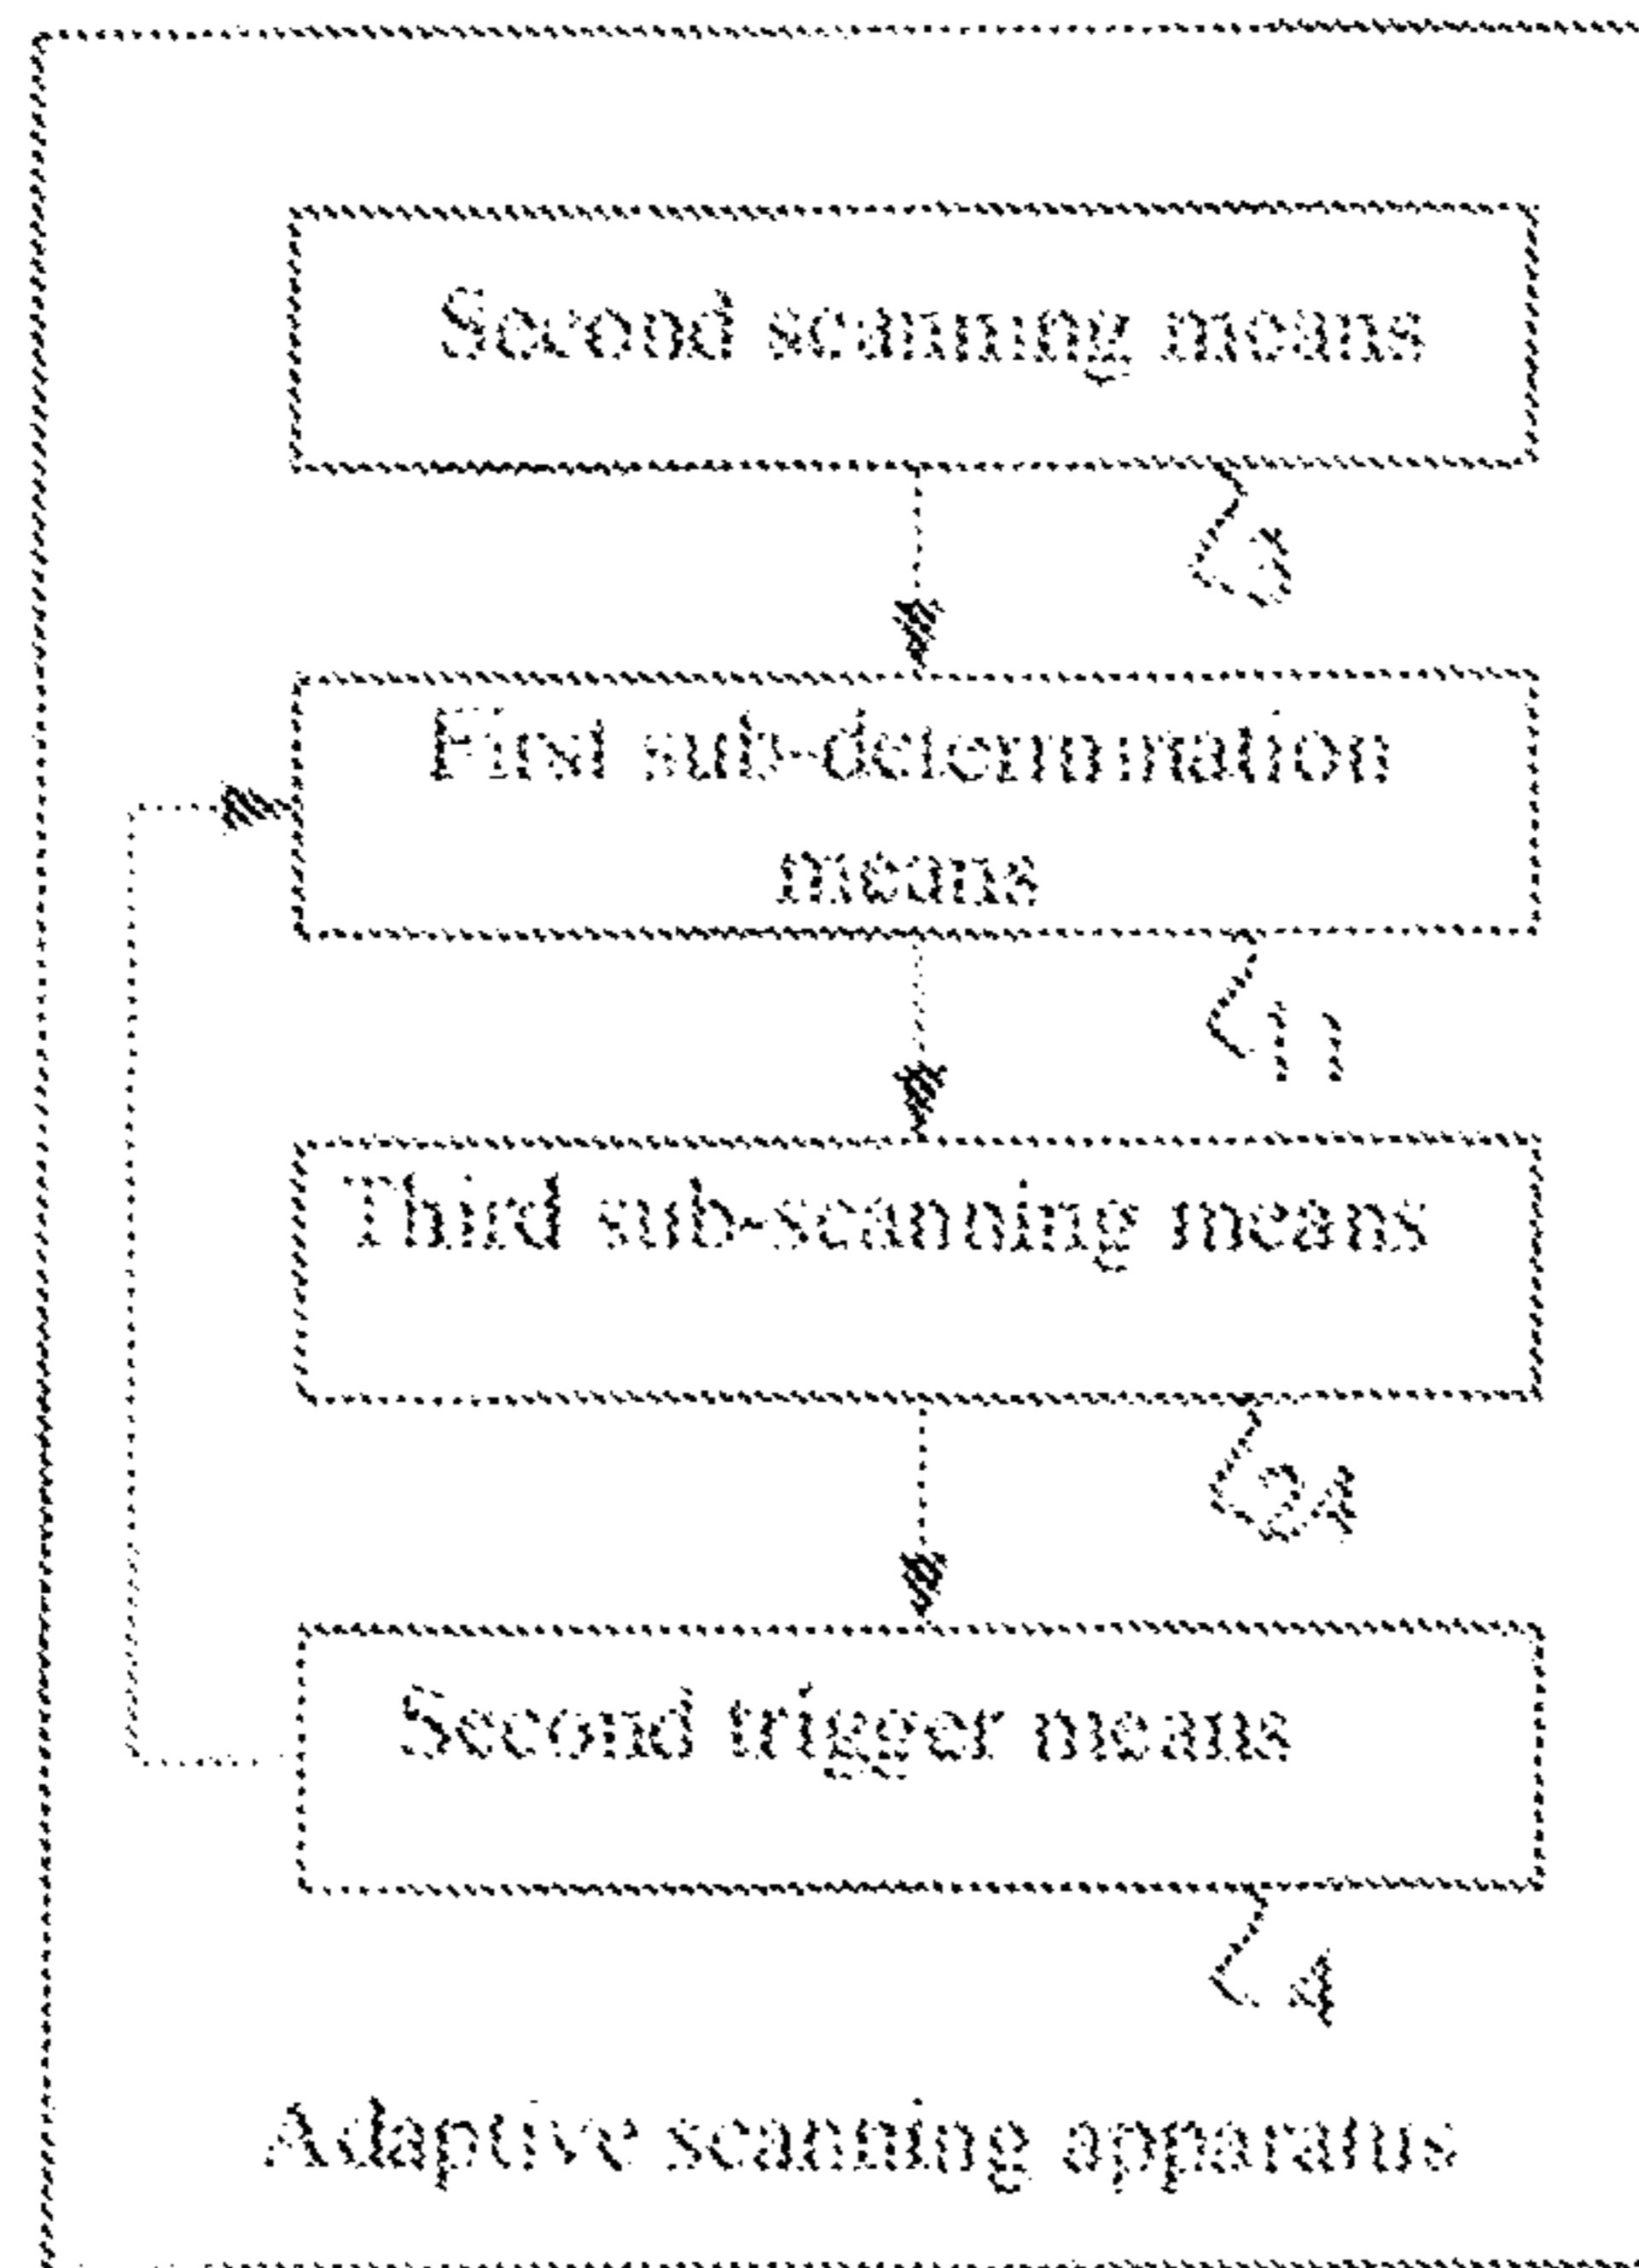 Second scanning means
3
First sub-determination
means
11
Third sub-scanning means
24
Second trigger means
4
Adaptive scanning apparatus